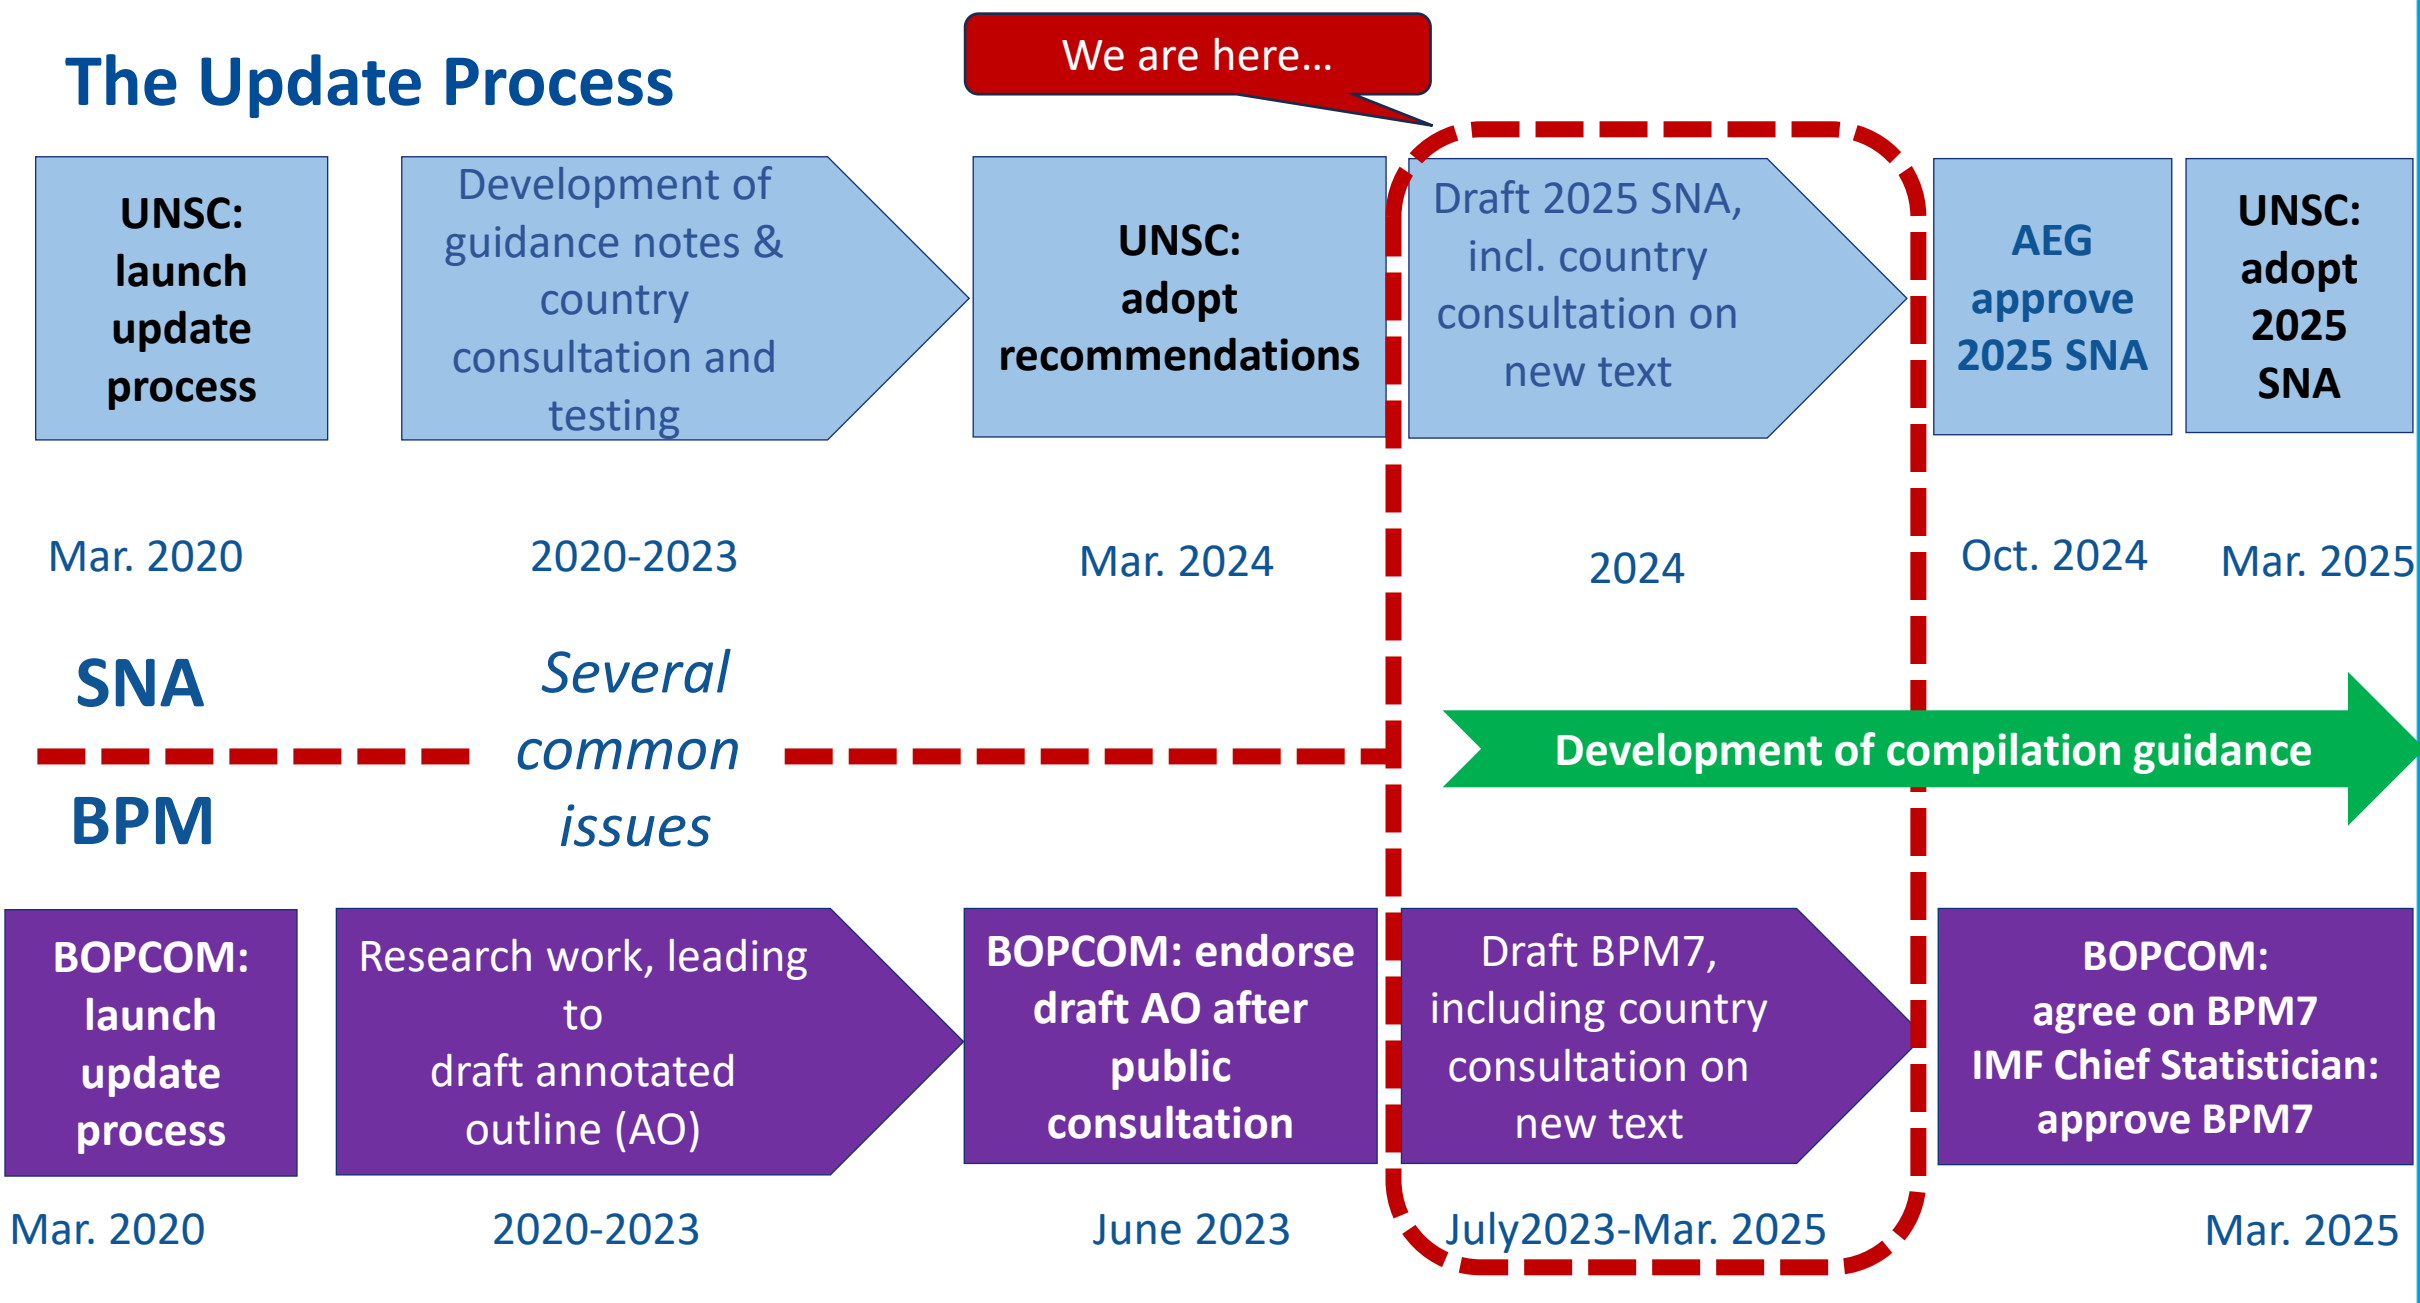 We are here...
The Update Process
UNSC:
launch
update
process
Development of
guidance notes &
country
consultation and
testing
UNSC:
adopt
recommendations
Draft 2025 SNA,
incl. country
consultation on
new text
AEG
approve
2025 SNA
UNSC:
adopt
2025
SNA
Mar. 2020
2020-2023
Mar. 2024
2024
Oct. 2024
Mar. 2025
SNA
Several
common
issues
BPM
Development of compilation guidance
BOPCOM:
launch
update
process
Research work, leading
to
draft annotated
outline (AO)
BOPCOM: endorse
draft AO after
public
consultation
Draft BPM7,
including country
consultation on
new text
BOPCOM:
agree on BPM7
IMF Chief Statistician:
approve BPM7
Mar. 2020
2020-2023
June 2023
July2023-Mar. 2025
Mar. 2025